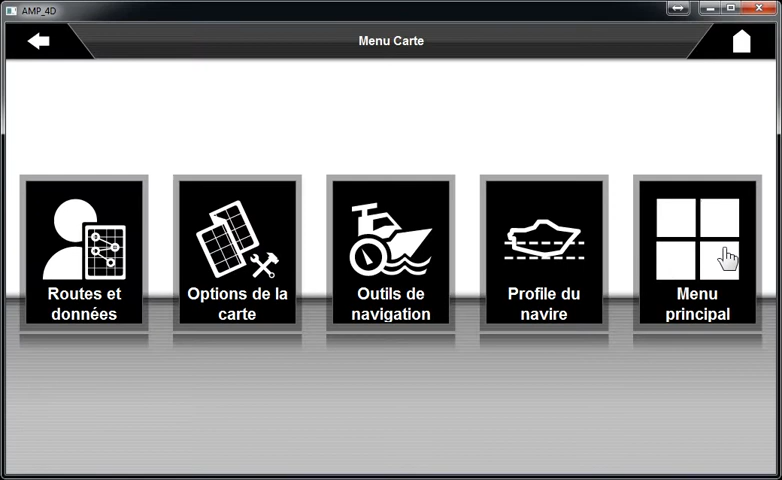 AMP_4D
Menu Carte
Routes et
données
Options de la
carte
Outils de
navigation
Profile du
navire
Menu
principal